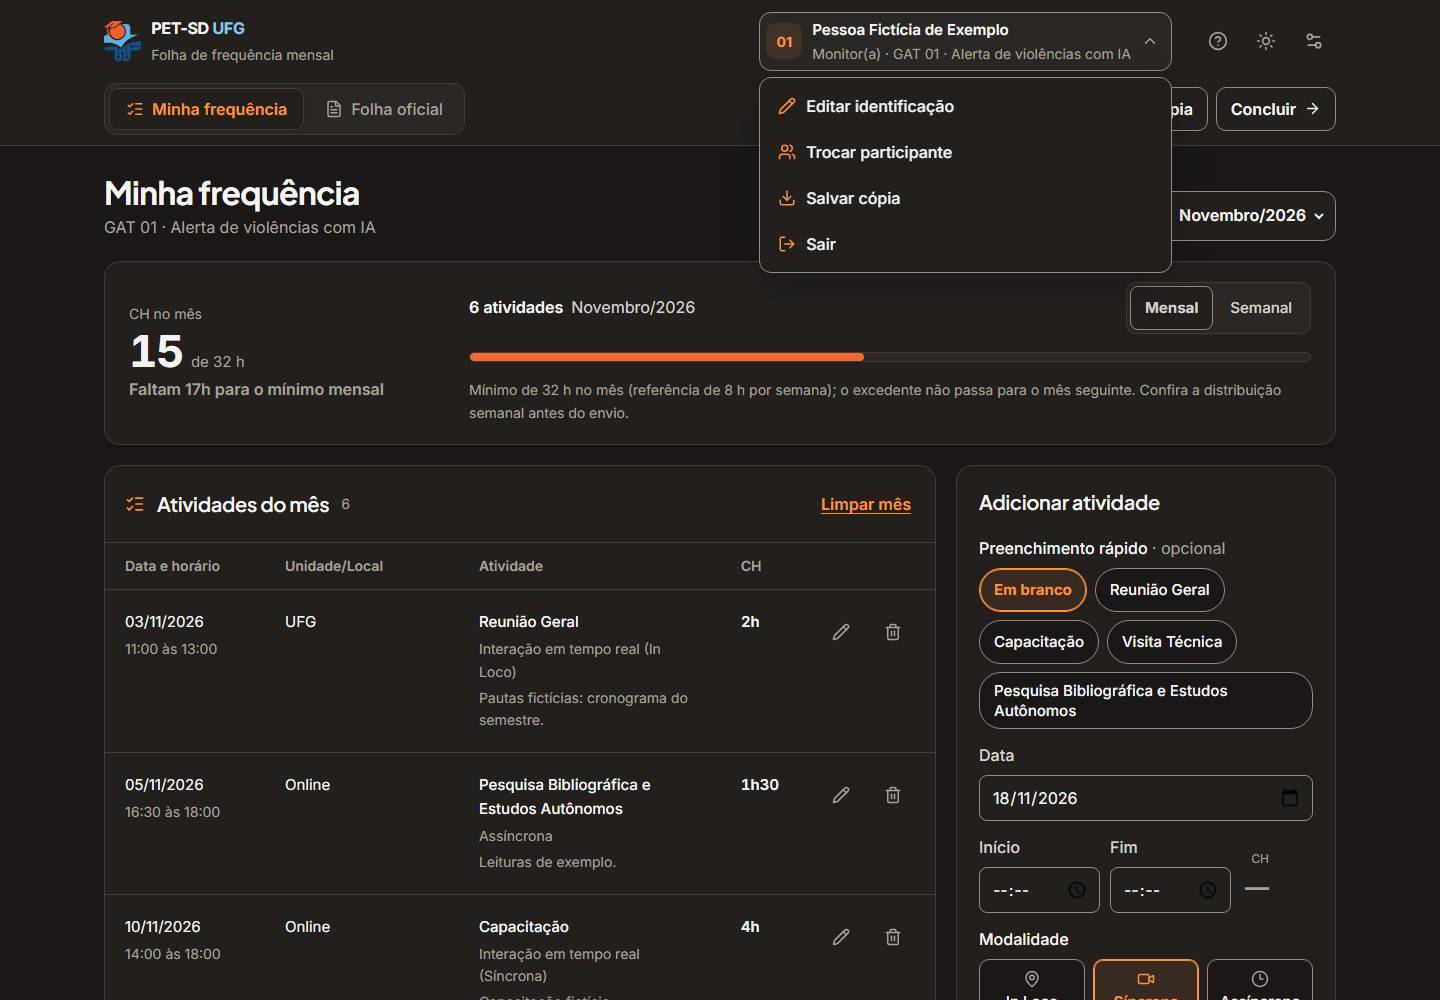 PET-SD UFG
Folha de frequência mensal
01
Pessoa Fictícia de Exemplo
Monitor(a) · GAT 01 · Alerta de violências com IA
Minha frequência
Folha oficial
Editar identificação
Trocar participante
Salvar cópia
Sair
pia
Concluir
Minha frequência
GAT 01 · Alerta de violências com IA
Novembro/2026
CH no mês
15 de 32 h
Faltam 17h para o mínimo mensal
6 atividades Novembro/2026
Mensal
Semanal
Mínimo de 32 h no mês (referência de 8 h por semana); o excedente não passa para o mês seguinte. Confira a distribuição
semanal antes do envio.
Atividades do mês 6
Limpar mês
Data e horário
Unidade/Local
Atividade
CH
03/11/2026
11:00 às 13:00
UFG
Reunião Geral
Interação em tempo real (In
Loco)
Pautas fictícias: cronograma do
semestre.
2h
05/11/2026
16:30 às 18:00
Online
Pesquisa Bibliográfica e
Estudos Autônomos
Assíncrona
Leituras de exemplo.
1h30
10/11/2026
14:00 às 18:00
Online
Capacitação
Interação em tempo real
(Síncrona)
Capacitação fictícia
4h
Adicionar atividade
Preenchimento rápido · opcional
Em branco
Reunião Geral
Capacitação
Visita Técnica
Pesquisa Bibliográfica e Estudos
Autônomos
Data
18/11/2026
Início
Fim
CH
--:--
--:--
—
Modalidade
In Loco
Síncrona
Assíncrona